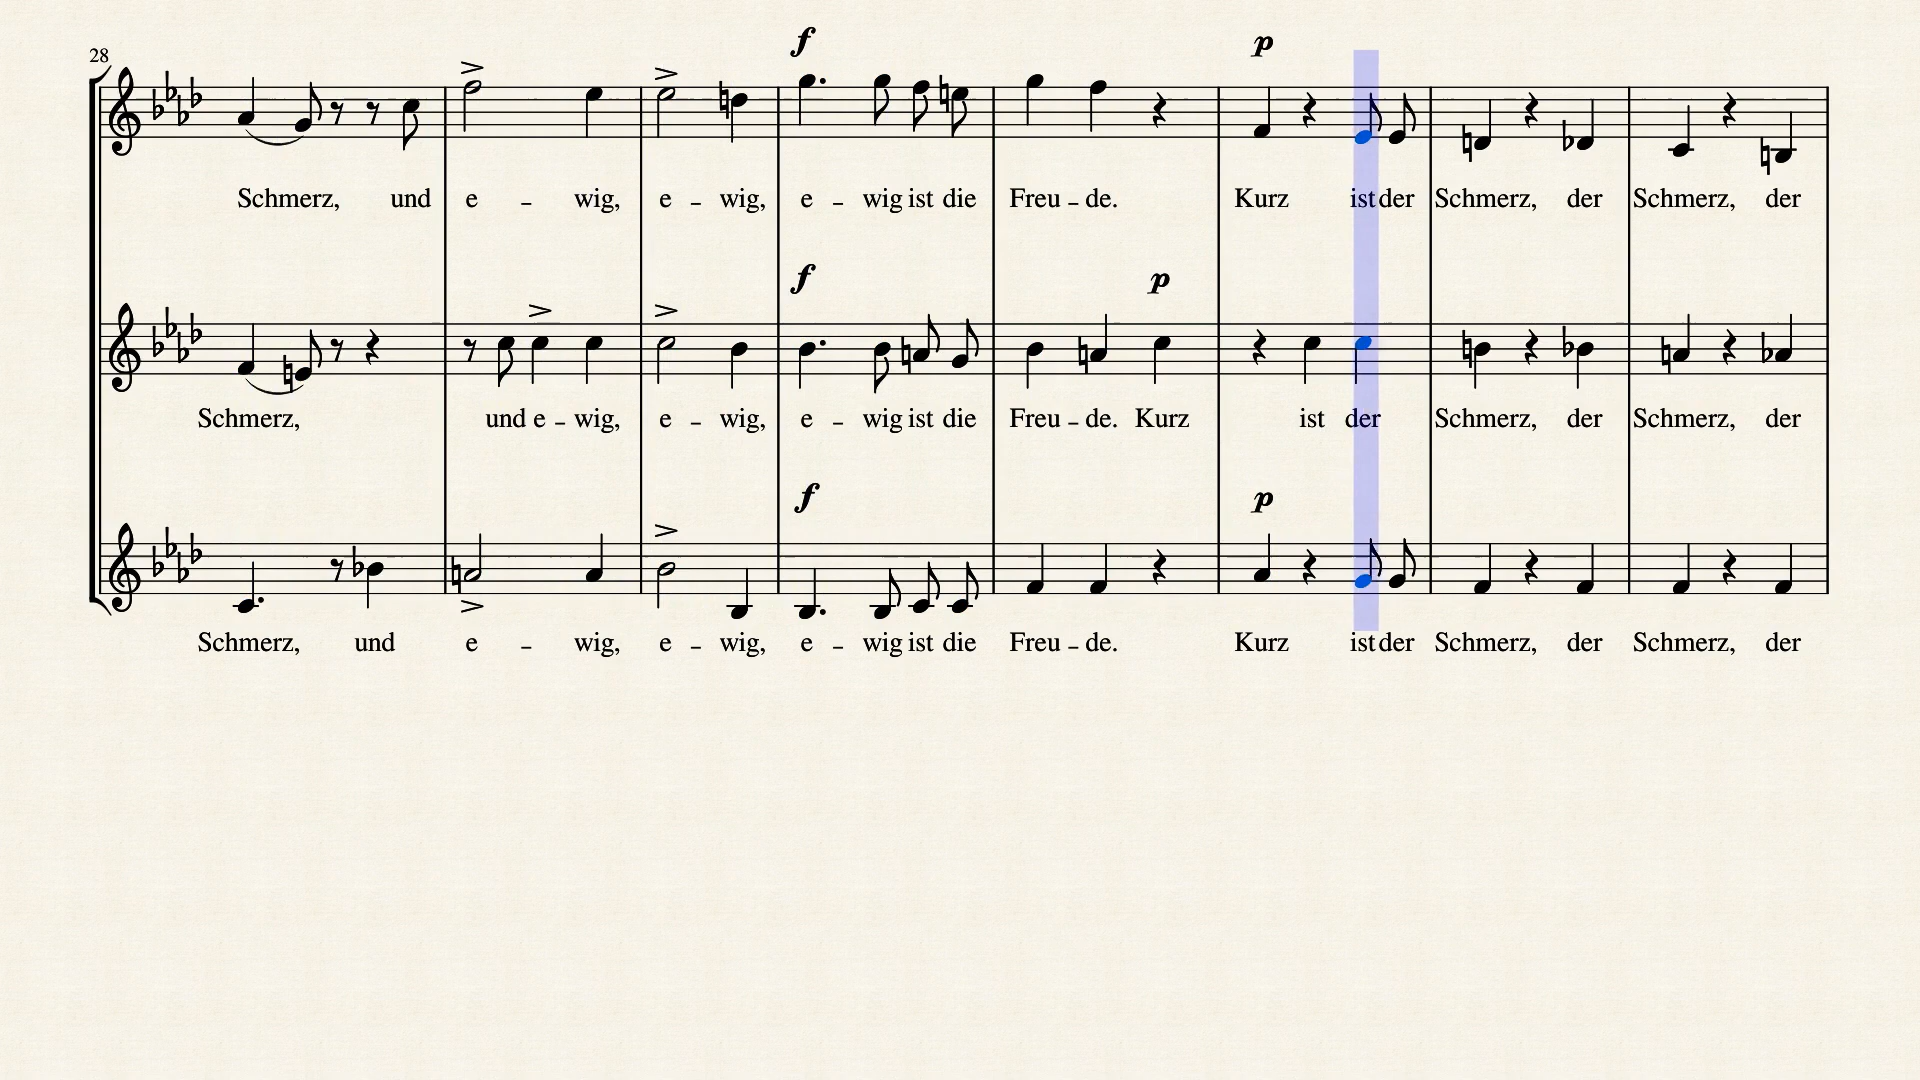 28
f p
Schmerz, und e - wig, e - wig, e - wig ist die Freu - de. Kurz ist der Schmerz, der Schmerz, der
f p
Schmerz, und e - wig, e - wig, e - wig ist die Freu - de. Kurz ist der Schmerz, der Schmerz, der
f p
Schmerz, und e - wig, e - wig, e - wig ist die Freu - de. Kurz ist der Schmerz, der Schmerz, der